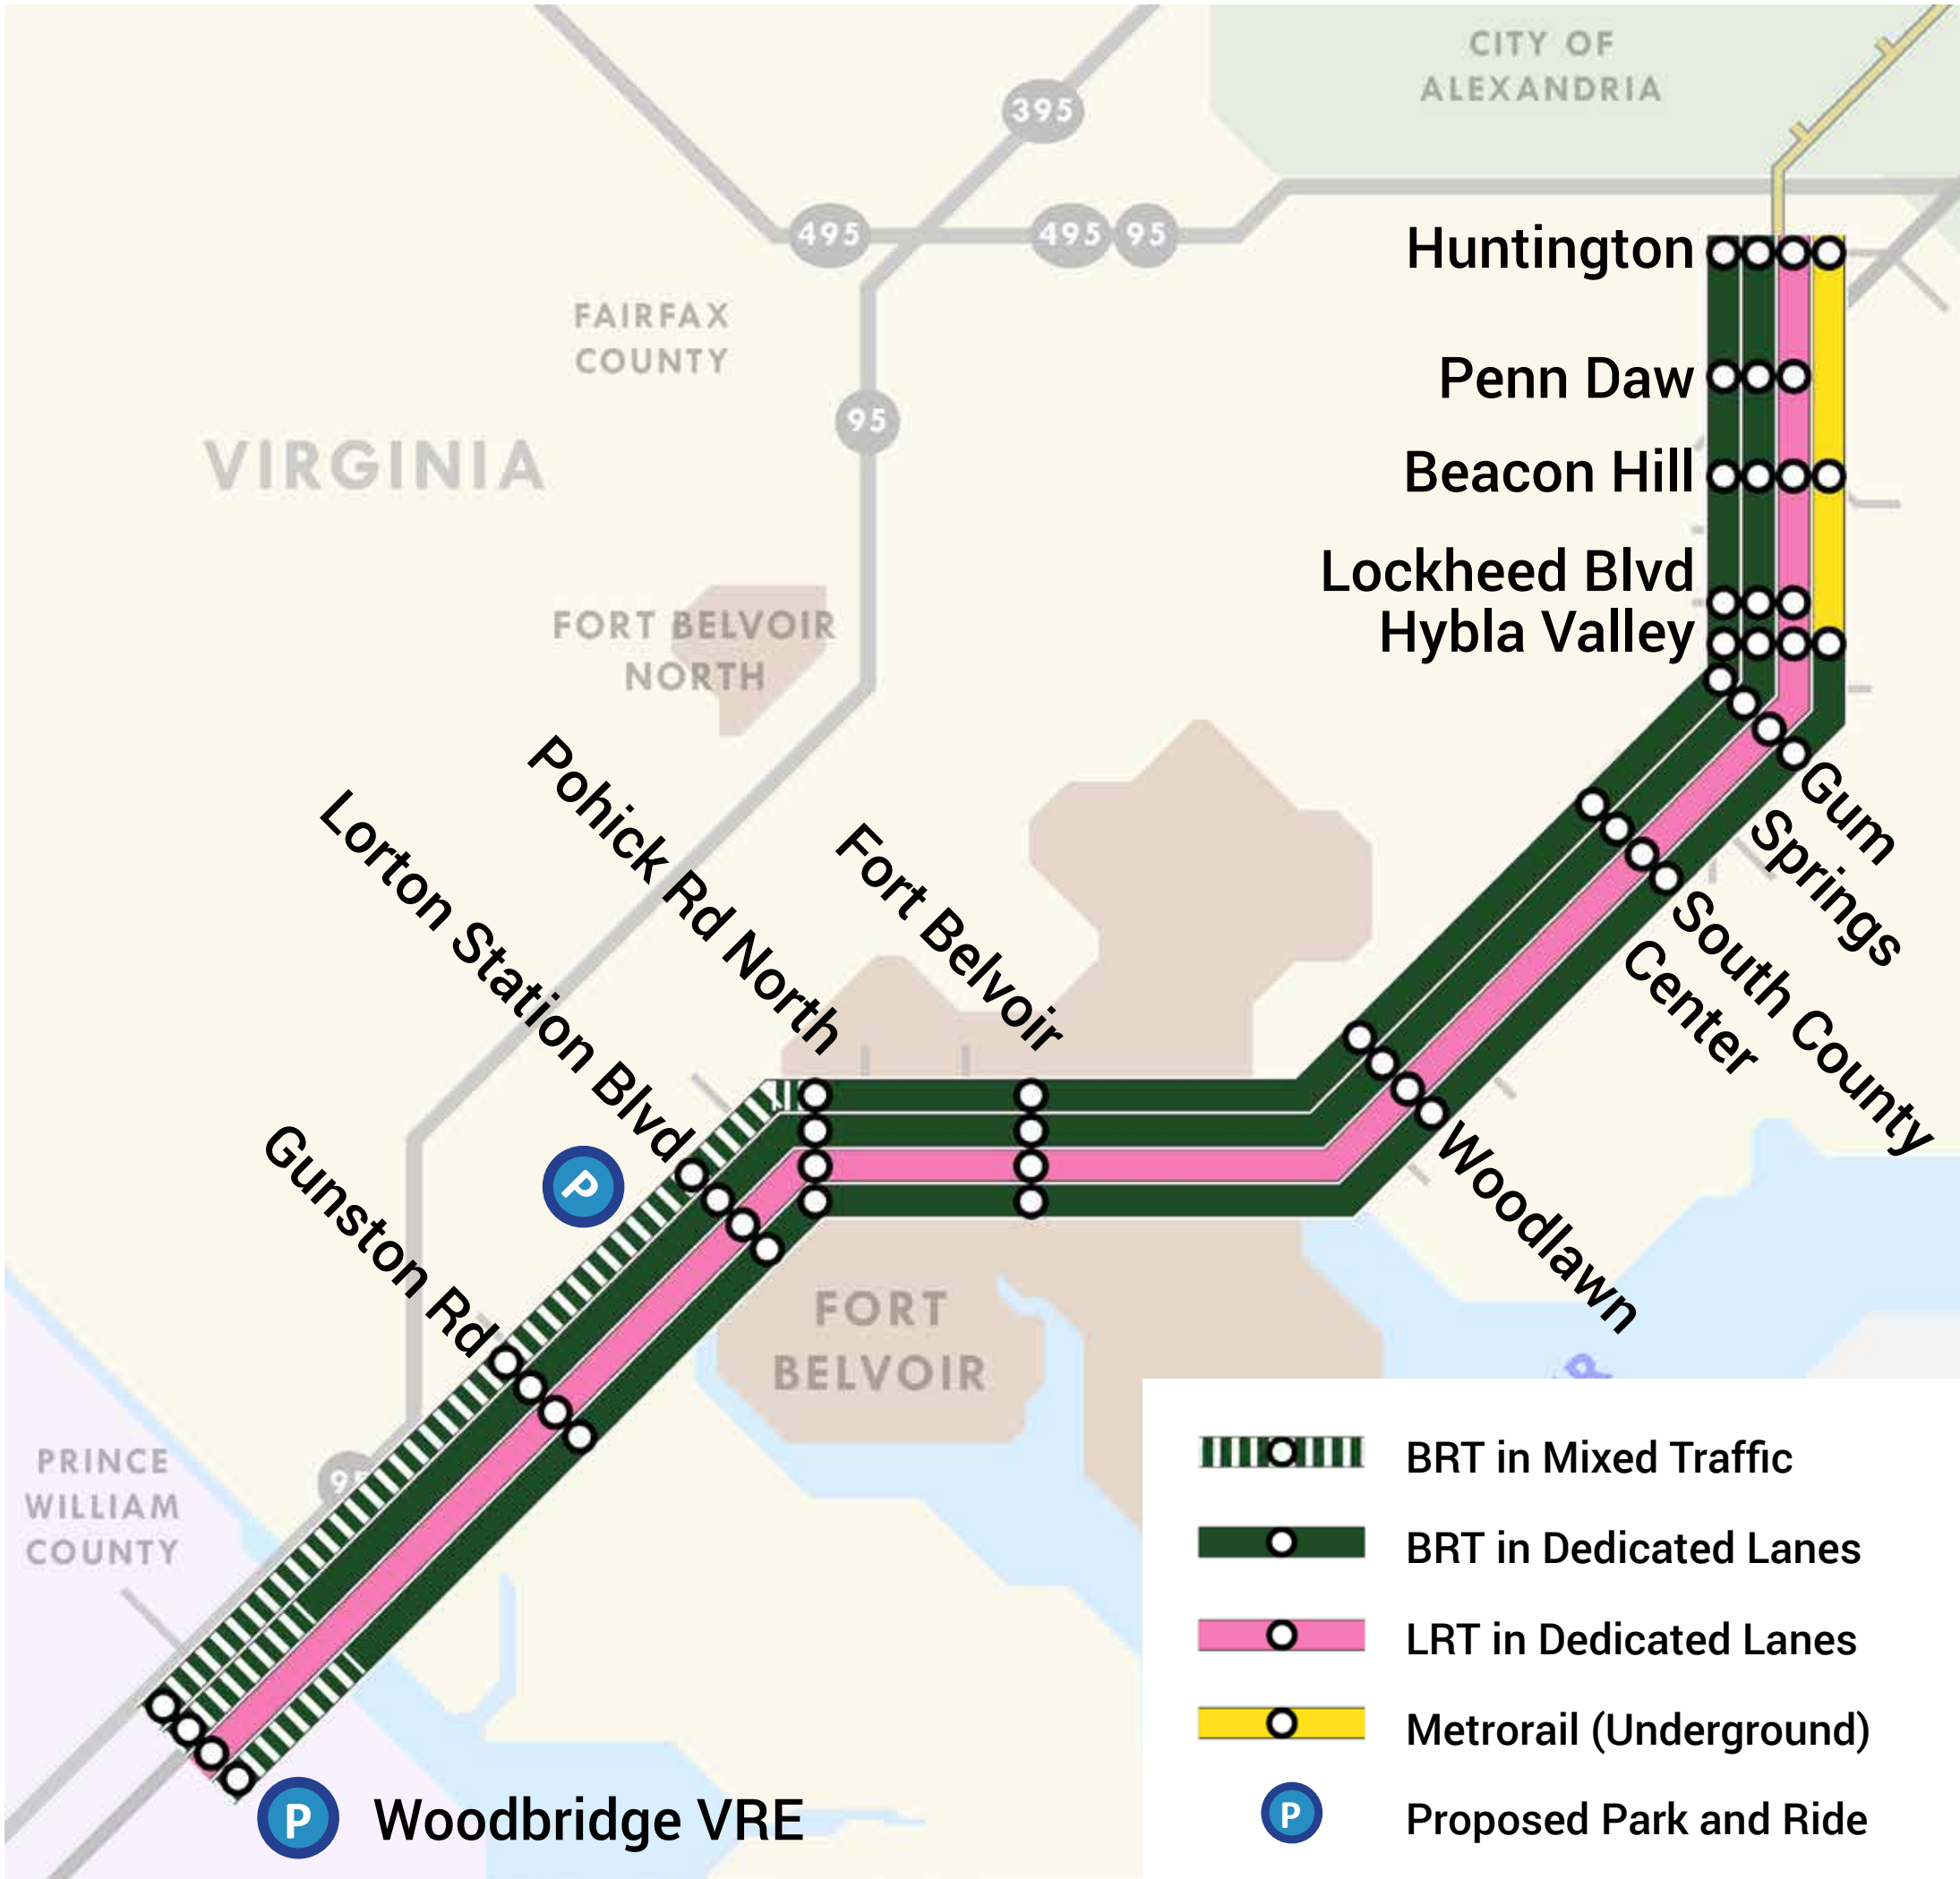 CITY OF
ALEXANDRIA
395
495
495
95
Huntington
FAIRFAX
COUNTY
Penn Daw
95
VIRGINIA
Beacon Hill
Lockheed Blvd
FORT BELVOIR
NORTH
Hybla Valley
Pohick Rd North
Lorton Station Blvd
Fort Belvoir
Gum
Springs
South County
Center
Gunston Rd
P
Woodlawn
FORT
BELVOIR
PRINCE
WILLIAM
COUNTY
95
BRT in Mixed Traffic
BRT in Dedicated Lanes
LRT in Dedicated Lanes
Metrorail (Underground)
P
Woodbridge VRE
P
Proposed Park and Ride